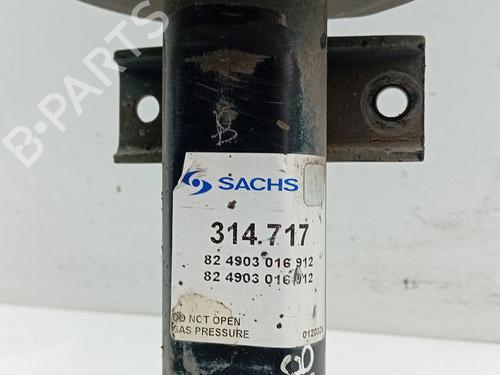 B-PARTS
SACHS
314.717
82 4903 016 912
82 4903 016 912
DO NOT OPEN
GAS PRESSURE